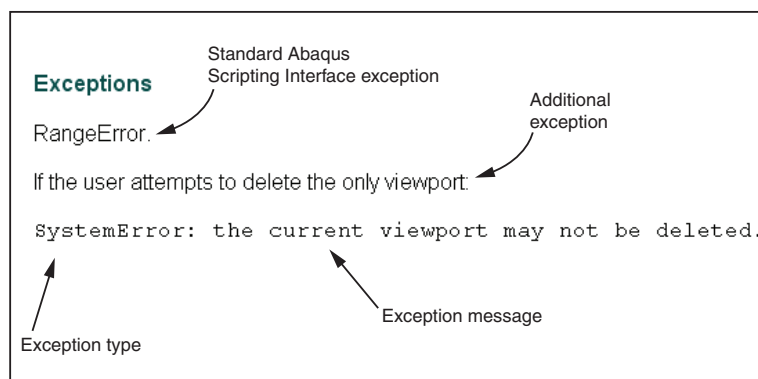 Standard Abaqus
Scripting Interface exception
Exceptions
Additional
exception
RangeError.
If the user attempts to delete the only viewport:
SystemError: the current viewport may not be deleted.
Exception message
Exception type